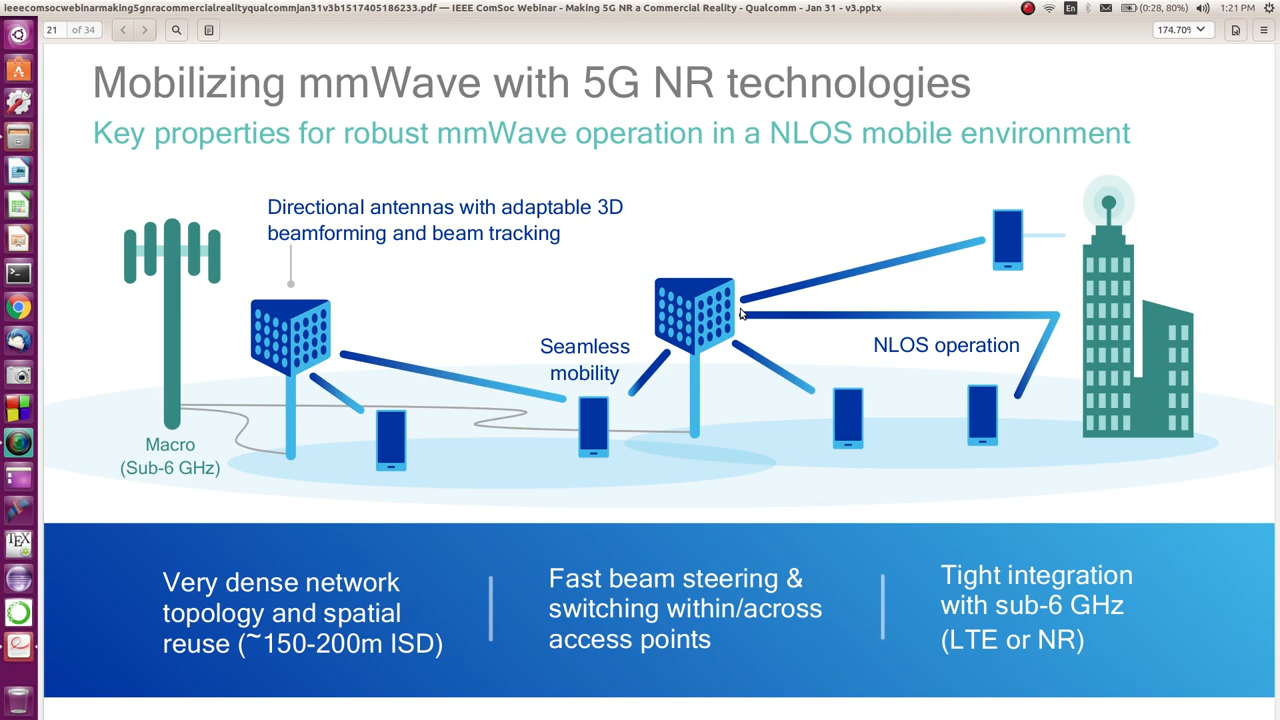 ieeecomsocwebinarmaking5gnracommercialrealityqualcommjan31v3b1517405186233.pdf — IEEE ComSoc Webinar - Making 5G NR a Commercial Reality - Qualcomm - Jan 31 - v3.pptx
En
(0:28, 80%)
1:21 PM
21
of 34
174.70%
Mobilizing mmWave with 5G NR technologies
Key properties for robust mmWave operation in a NLOS mobile environment
Directional antennas with adaptable 3D
beamforming and beam tracking
Seamless
mobility
NLOS operation
Macro
(Sub-6 GHz)
Very dense network
topology and spatial
reuse (~150-200m ISD)
Fast beam steering &
switching within/across
access points
Tight integration
with sub-6 GHz
(LTE or NR)
TEX